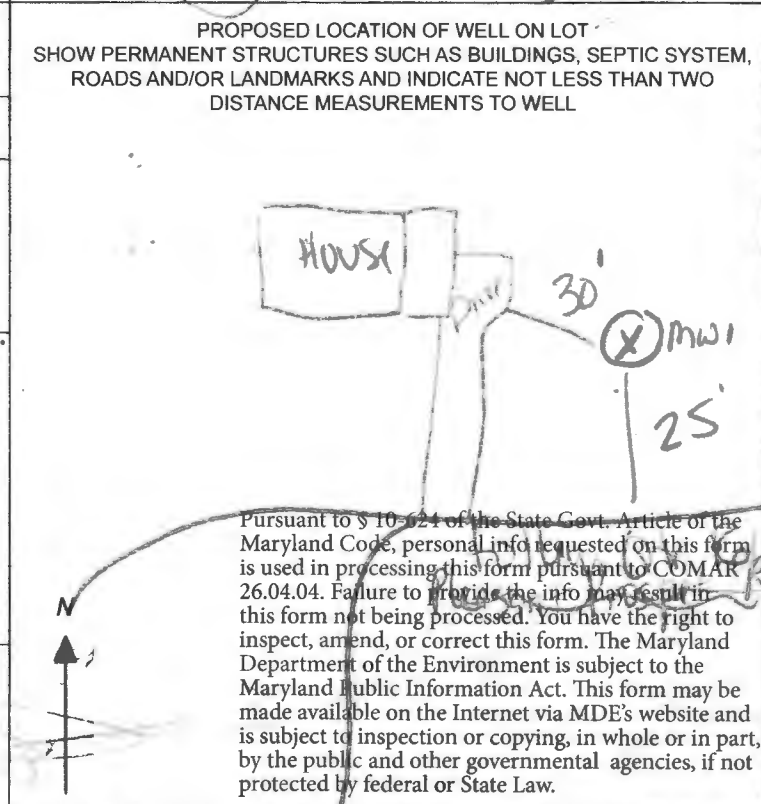 PROPOSED LOCATION OF WELL ON LOT
SHOW PERMANENT STRUCTURES SUCH AS BUILDINGS, SEPTIC SYSTEM,
ROADS AND/OR LANDMARKS AND INDICATE NOT LESS THAN TWO
DISTANCE MEASUREMENTS TO WELL
HOUSE
Drive
30'
X MW1
25'
Pursuant to § 10-624 of the State Govt. Article of the
Maryland Code, personal info requested on this form
is used in processing this form pursuant to COMAR
26.04.04. Failure to provide the info may result in
this form not being processed. You have the right to
inspect, amend, or correct this form. The Maryland
Department of the Environment is subject to the
Maryland Public Information Act. This form may be
made available on the Internet via MDE's website and
is subject to inspection or copying, in whole or in part,
by the public and other governmental agencies, if not
protected by federal or State Law.
N